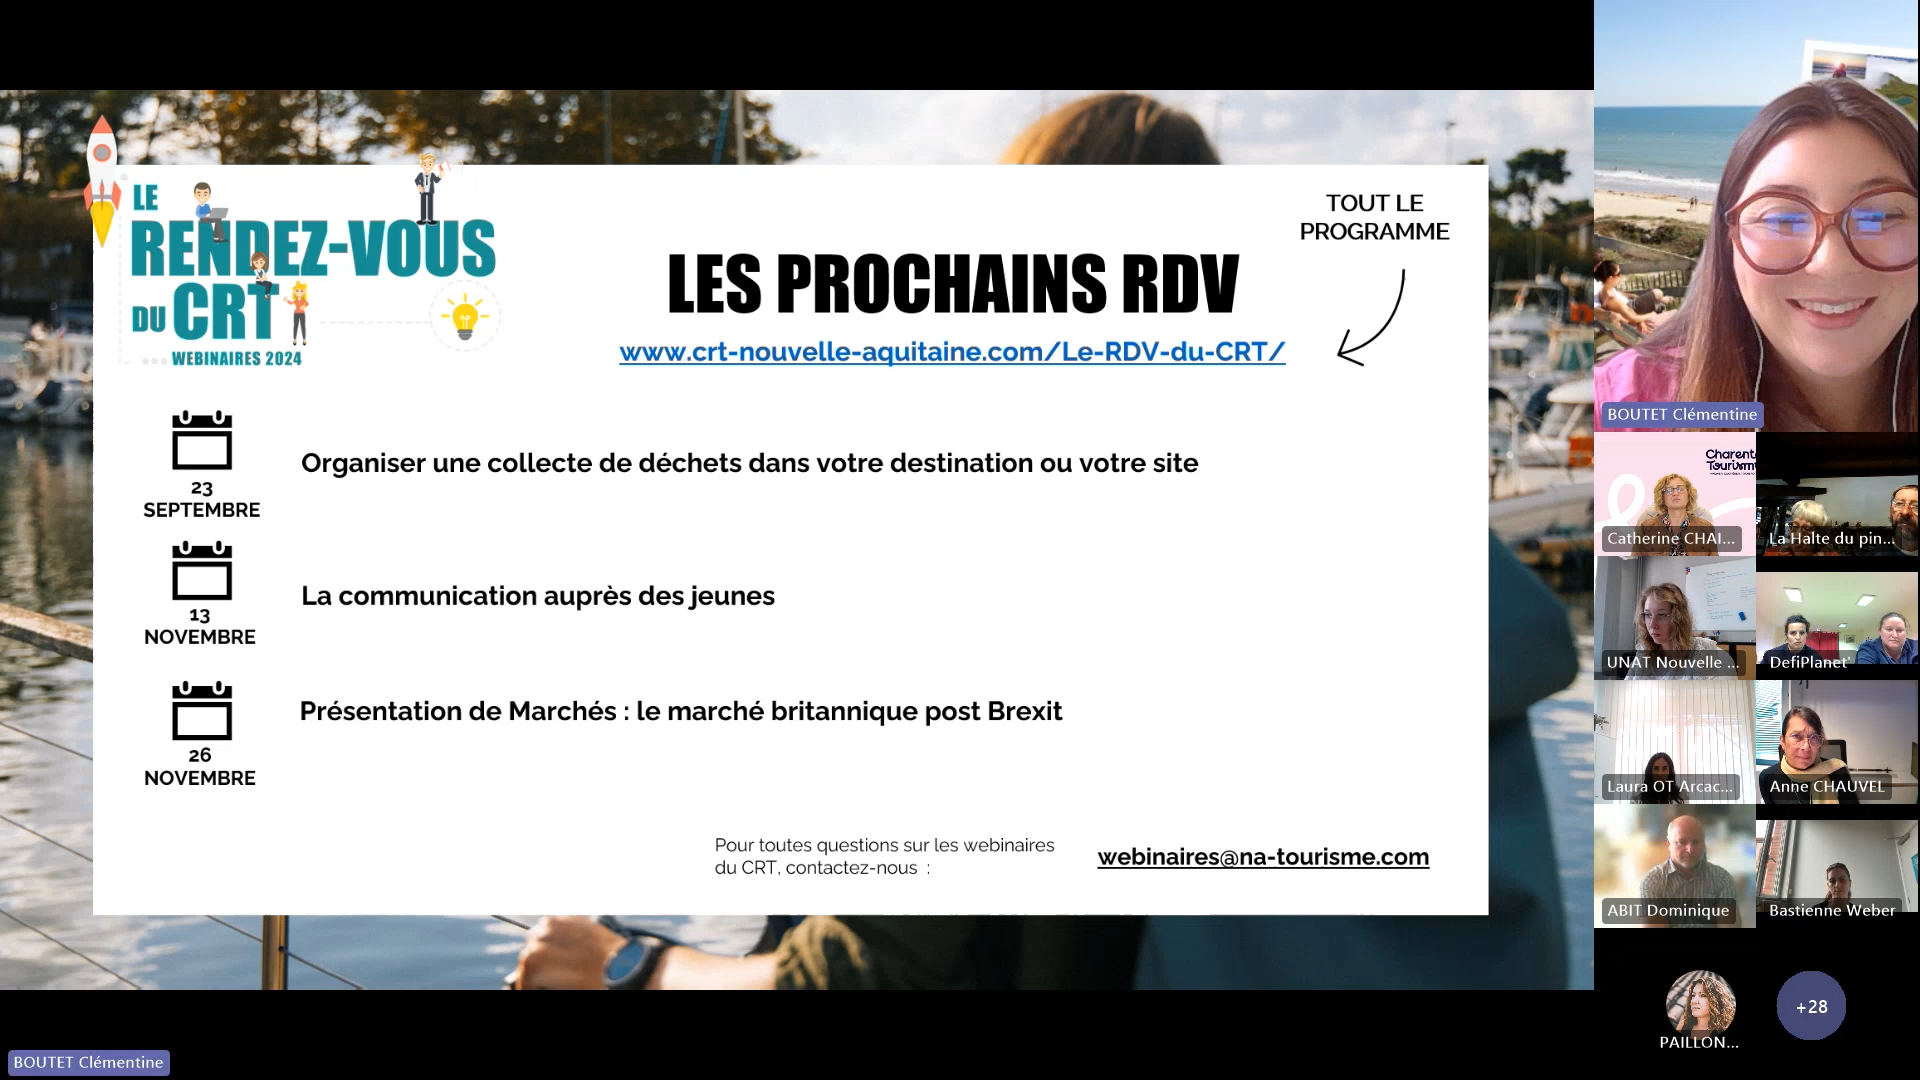 LE
RENDEZ-VOUS
DU CRT
WEBINAIRES 2024
LES PROCHAINS RDV
www.crt-nouvelle-aquitaine.com/Le-RDV-du-CRT/
TOUT LE
PROGRAMME
23
SEPTEMBRE
Organiser une collecte de déchets dans votre destination ou votre site
13
NOVEMBRE
La communication auprès des jeunes
26
NOVEMBRE
Présentation de Marchés : le marché britannique post Brexit
Pour toutes questions sur les webinaires
du CRT, contactez-nous :
webinaires@na-tourisme.com
BOUTET Clémentine
BOUTET Clémentine
Charent
Tourism
Catherine CHAI...
La Halte du pin...
UNAT Nouvelle ...
DefiPlanet'
Laura OT Arcac...
Anne CHAUVEL
ABIT Dominique
Bastienne Weber
PAILLON...
+28